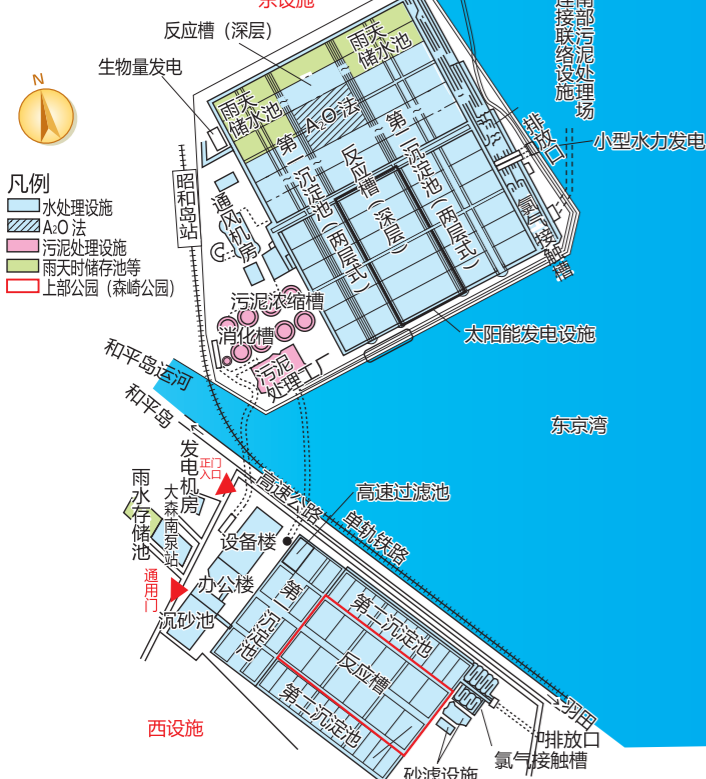 东设施
南部污泥处理场
连接联络设施
反应槽（深层）
生物量发电
雨天
储水池
雨天
储水池
A₂O 法
第一沉淀池（两层式）
反应槽（深层）
第二沉淀池（两层式）
排放口
小型水力发电
氯气接触槽
N
昭和岛站
通风机房
凡例
水处理设施
A₂O 法
污泥处理设施
雨天时储存池等
上部公园（森崎公园）
污泥浓缩槽
消化槽
污泥
处理工厂
太阳能发电设施
和平岛运河
和平岛
东京湾
发电机房
正门
入口
高速公路
高速过滤池
单轨铁路
雨水存储池
大森南泵站
设备楼
通用门
办公楼
沉砂池
第一
沉淀池
第二沉淀池
反应槽
第二沉淀池
羽田
西设施
排放口
氯气接触槽
砂滤设施